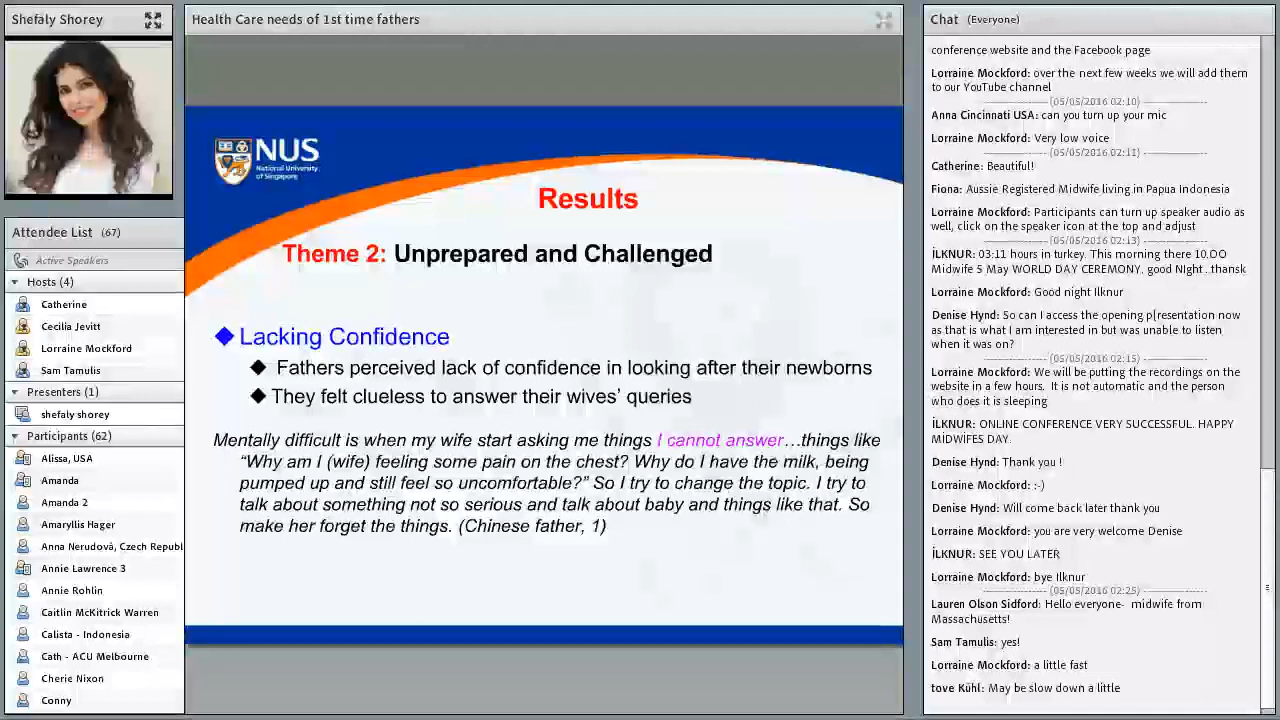 Shefaly Shorey
Attendee List (67)
Active Speakers
Hosts (4)
Catherine
Cecilia Jevitt
Lorraine Mockford
Sam Tamulis
Presenters (1)
shefaly shorey
Participants (62)
Alissa, USA
Amanda
Amanda 2
Amaryllis Hager
Anna Nerudová, Czech Republ
Annie Lawrence 3
Annie Rohlin
Caitlin McKitrick Warren
Calista - Indonesia
Cath - ACU Melbourne
Cherie Nixon
Conny
Health Care needs of 1st time fathers
NUS
National University
of Singapore
Results
Theme 2: Unprepared and Challenged
Lacking Confidence
Fathers perceived lack of confidence in looking after their newborns
They felt clueless to answer their wives’ queries
Mentally difficult is when my wife start asking me things I cannot answer…things like
“Why am I (wife) feeling some pain on the chest? Why do I have the milk, being
pumped up and still feel so uncomfortable?” So I try to change the topic. I try to
talk about something not so serious and talk about baby and things like that. So
make her forget the things. (Chinese father, 1)
Chat (Everyone)
conference website and the Facebook page
Lorraine Mockford: over the next few weeks we will add them
to our YouTube channel
(05/05/2016 02:10)
Anna Cincinnati USA: can you turn up your mic
Lorraine Mockford: Very low voice
(05/05/2016 02:11)
Catherine: Beautiful!
Fiona: Aussie Registered Midwife living in Papua Indonesia
Lorraine Mockford: Participants can turn up speaker audio as
well, click on the speaker icon at the top and adjust
(05/05/2016 02:13)
İLKNUR: 03:11 hours in turkey. This morning there 10.OO
Midwife 5 May WORLD DAY CEREMONY. good NIght . thansk
Lorraine Mockford: Good night Ilknur
Denise Hynd: So can I access the opening p[resentation now
as that is what I am interested in but was unable to listen
when it was on?
(05/05/2016 02:15)
Lorraine Mockford: We will be putting the recordings on the
website in a few hours. It is not automatic and the person
who does it is sleeping
İLKNUR: ONLINE CONFERENCE VERY SUCCESSFUL. HAPPY
MİDWİFES DAY.
Denise Hynd: Thank you !
Lorraine Mockford: :-)
Denise Hynd: Will come back later thank you
Lorraine Mockford: you are very welcome Denise
İLKNUR: SEE YOU LATER
Lorraine Mockford: bye Ilknur
(05/05/2016 02:25)
Lauren Olson Sidford: Hello everyone- midwife from
Massachusetts!
Sam Tamulis: yes!
Lorraine Mockford: a little fast
tove Kühl: May be slow down a little